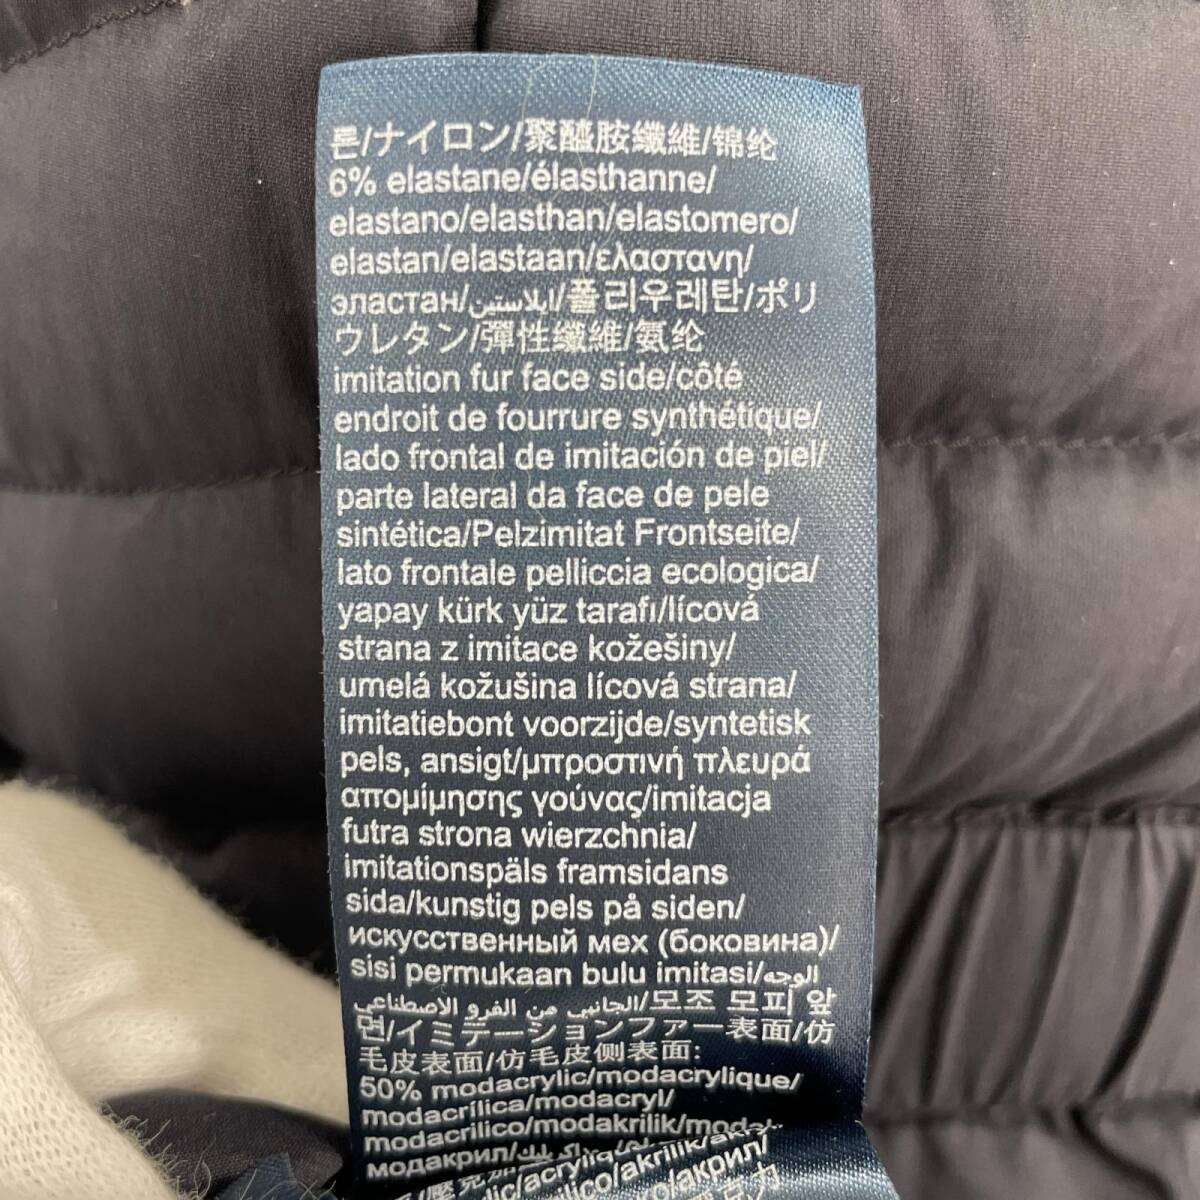 론/ナイロン/聚醯胺纖維/锦纶
6% elastane/élasthanne/
elastano/elasthan/elastomero/
elastan/elastaan/ελαστανη/
эластан/ايلاستين/폴리우레탄/ポリ
ウレタン/彈性纖維/氨纶
imitation fur face side/côté
endroit de fourrure synthétique/
lado frontal de imitación de piel/
parte lateral da face de pele
sintética/Pelzimitat Frontseite/
lato frontale pelliccia ecologica/
yapay kürk yüz tarafı/lícová
strana z imitace kožešiny/
umelá kožušina lícová strana/
imitatiebont voorzijde/syntetisk
pels, ansigt/μπροστινή πλευρά
απομίμησης γούνας/imitacja
futra strona wierzchnia/
imitationspäls framsidans
sida/kunstig pels på siden/
искусственный мех (боковина)/
sisi permukaan bulu imitasi/الوجه
الجانبي من الفرو الاصطناعي/모조 모피 앞
면/イミテーションファー表面/仿
毛皮表面/仿毛皮侧表面:
50% modacrylic/modacrylique/
modacrílica/modacryl/
modacrilico/modakrilik/
модакрил/